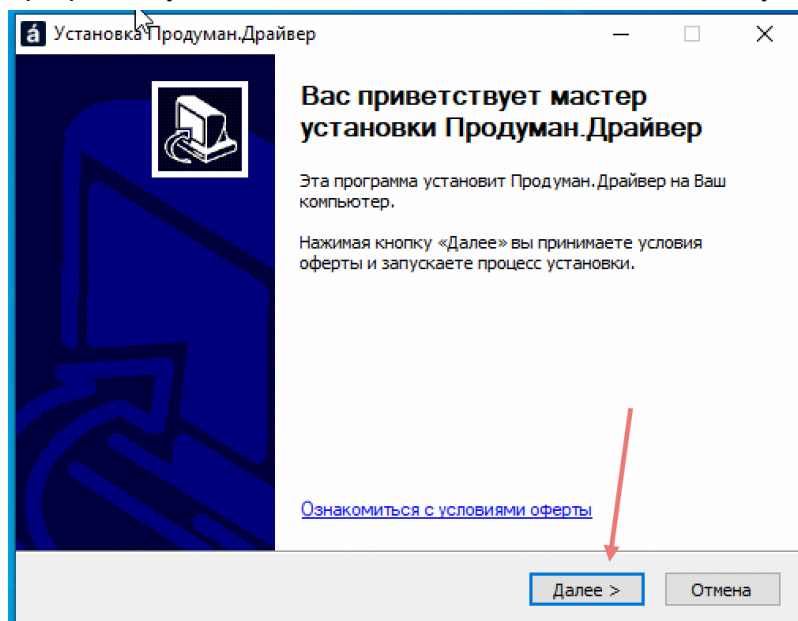 Установка Продуман.Драйвер
Вас приветствует мастер
установки Продуман.Драйвер
Эта программа установит Продуман.Драйвер на Ваш
компьютер.
Нажимая кнопку «Далее» вы принимаете условия
оферты и запускаете процесс установки.
Ознакомиться с условиями оферты
Далее >
Отмена